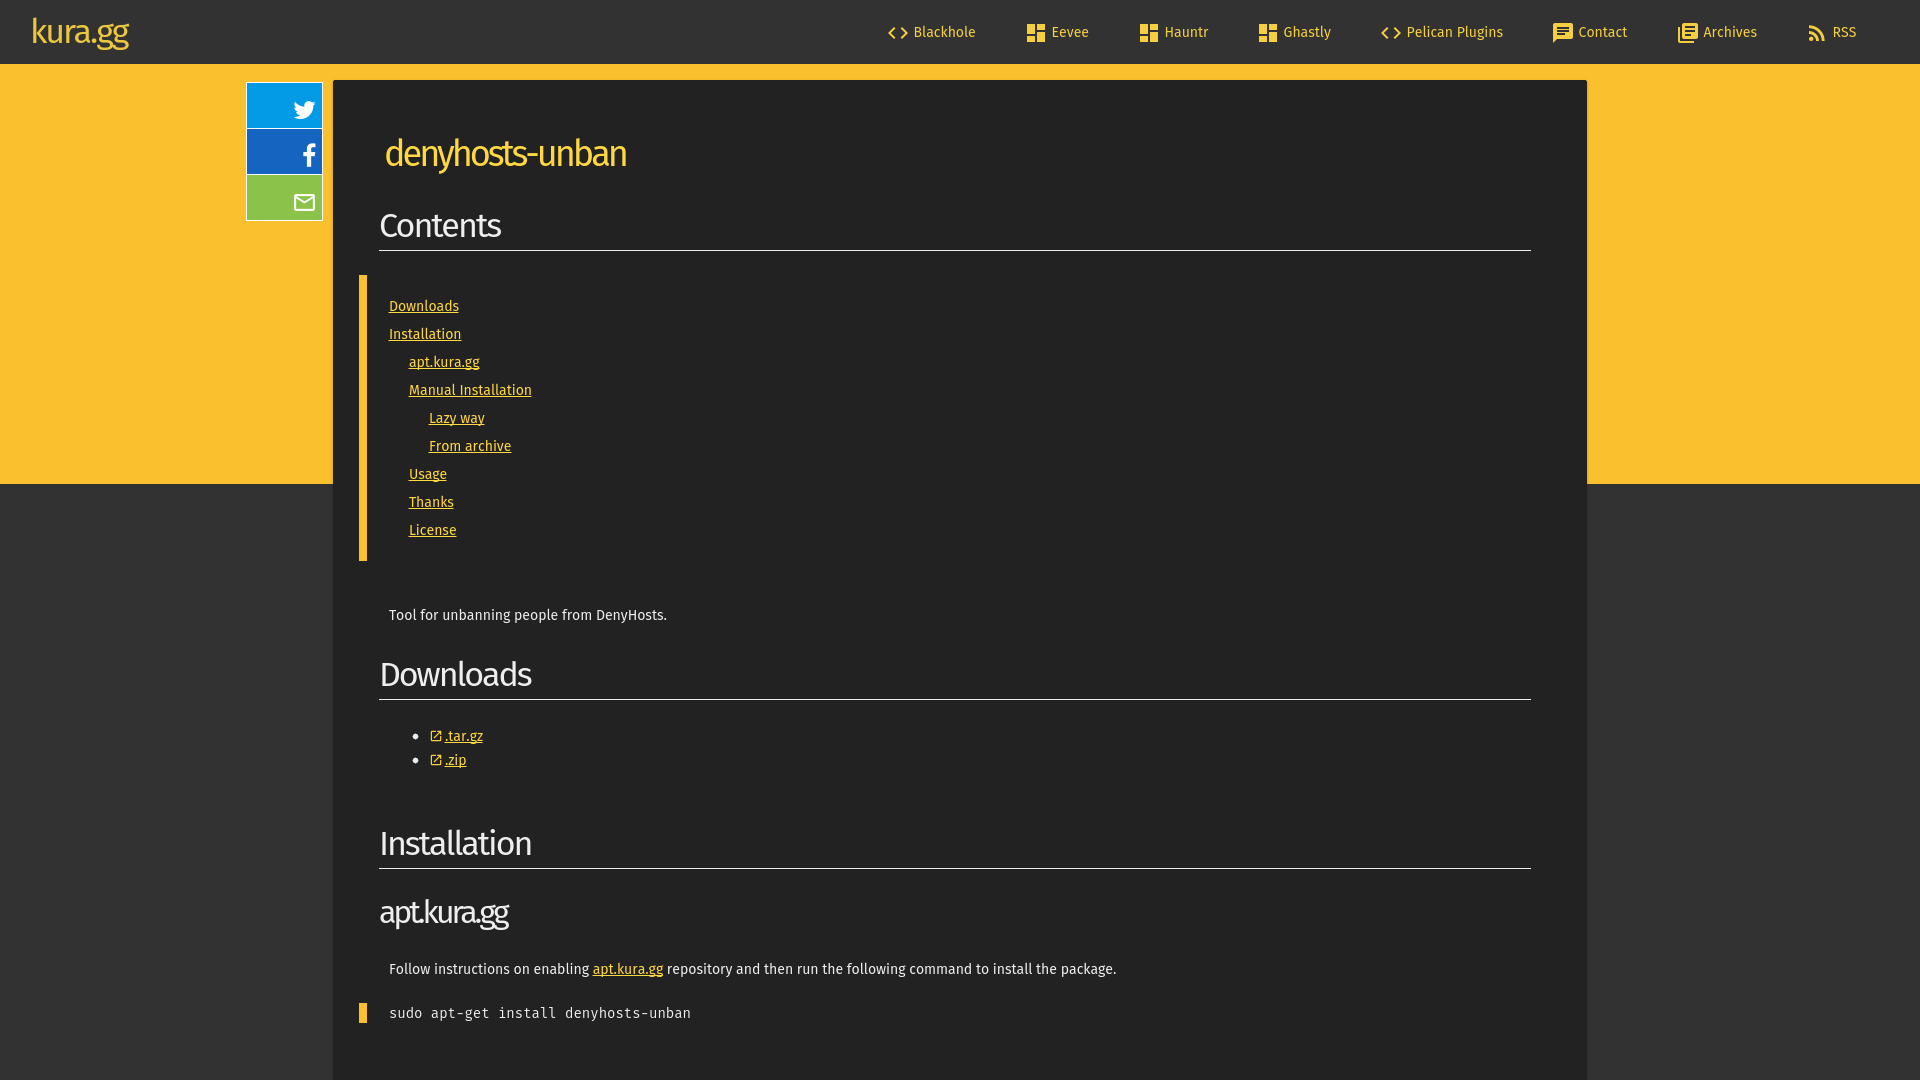 kura.gg
Blackhole
Eevee
Hauntr
Ghastly
Pelican Plugins
Contact
Archives
RSS
denyhosts-unban
Contents
Downloads
Installation
apt.kura.gg
Manual Installation
Lazy way
From archive
Usage
Thanks
License
Tool for unbanning people from DenyHosts.
Downloads
.tar.gz
.zip
Installation
apt.kura.gg
Follow instructions on enabling apt.kura.gg repository and then run the following command to install the package.
sudo apt-get install denyhosts-unban